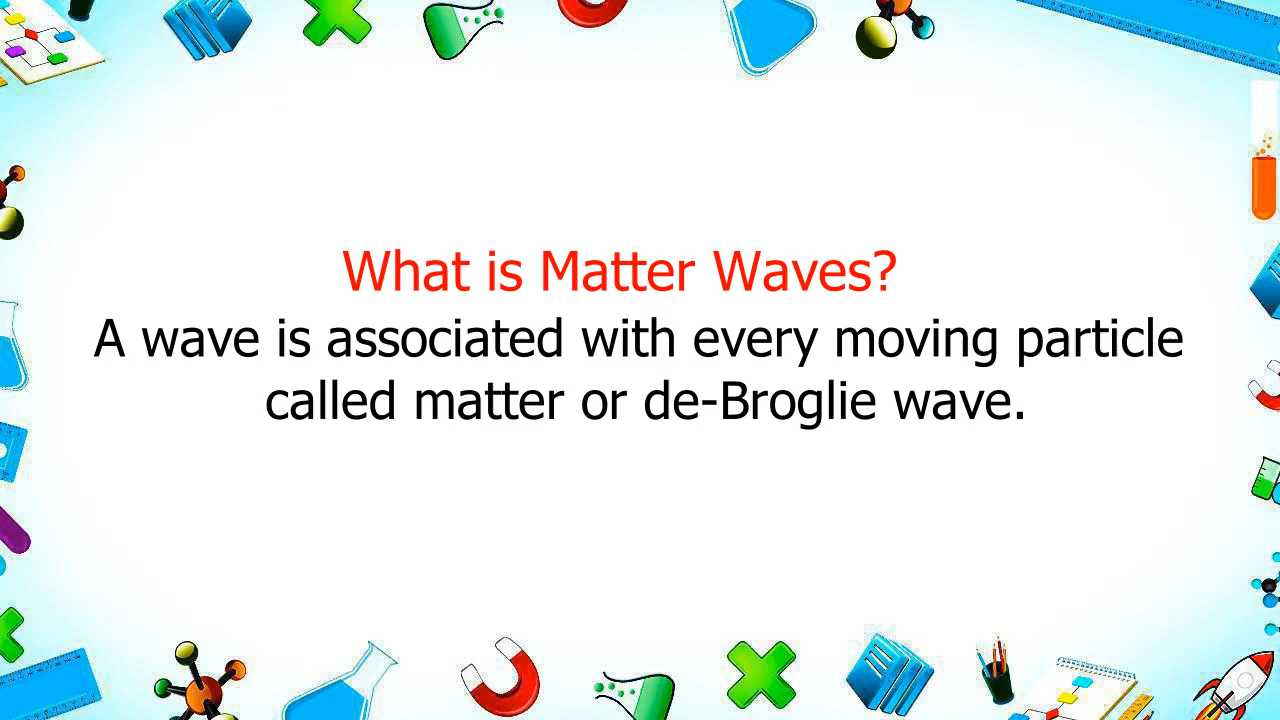 What is Matter Waves?
A wave is associated with every moving particle
called matter or de-Broglie wave.